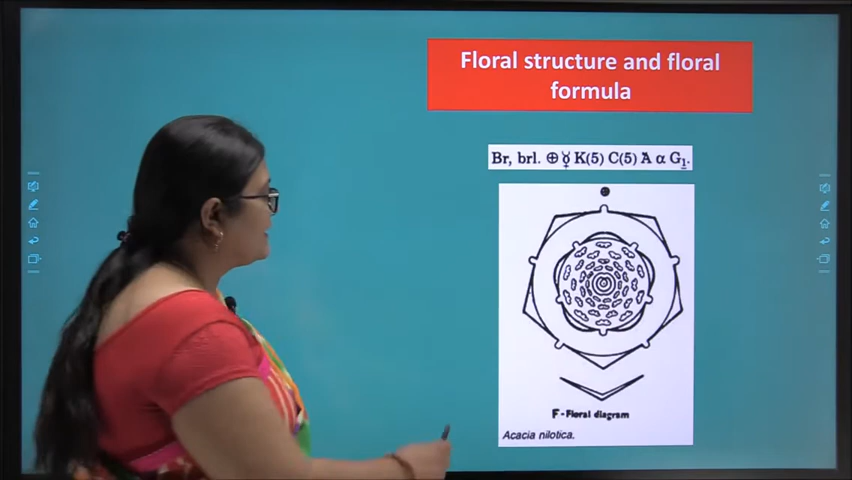 Floral structure and floral
formula
Br, brl. ⊕ ⚥ K(5) C(5) A α G1.
F-Floral diagram
Acacia nilotica.